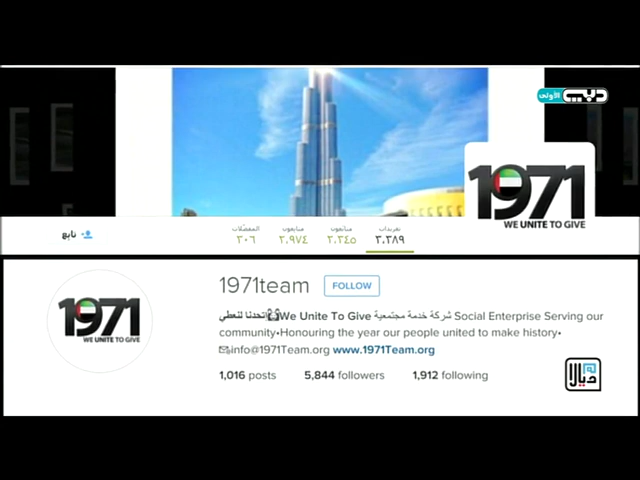 دبي الأولى
1971
WE UNITE TO GIVE
تغريدات متابَعون متابِعون المفضلات
٣.٣٨٩ ٢.٣٤٥ ٢.٩٧٤ ٣٠٦
تابع
1971team FOLLOW
اتحدنا لنعطي We Unite To Give شركة خدمة مجتمعية Social Enterprise Serving our
community•Honouring the year our people united to make history•
info@1971Team.org www.1971Team.org
1,016 posts 5,844 followers 1,912 following
1971
WE UNITE TO GIVE